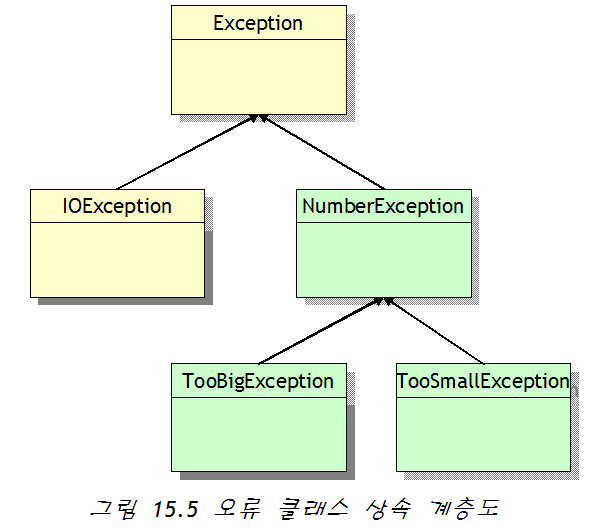 Exception
IOException
NumberException
TooBigException
TooSmallException
그림 15.5 오류 클래스 상속 계층도